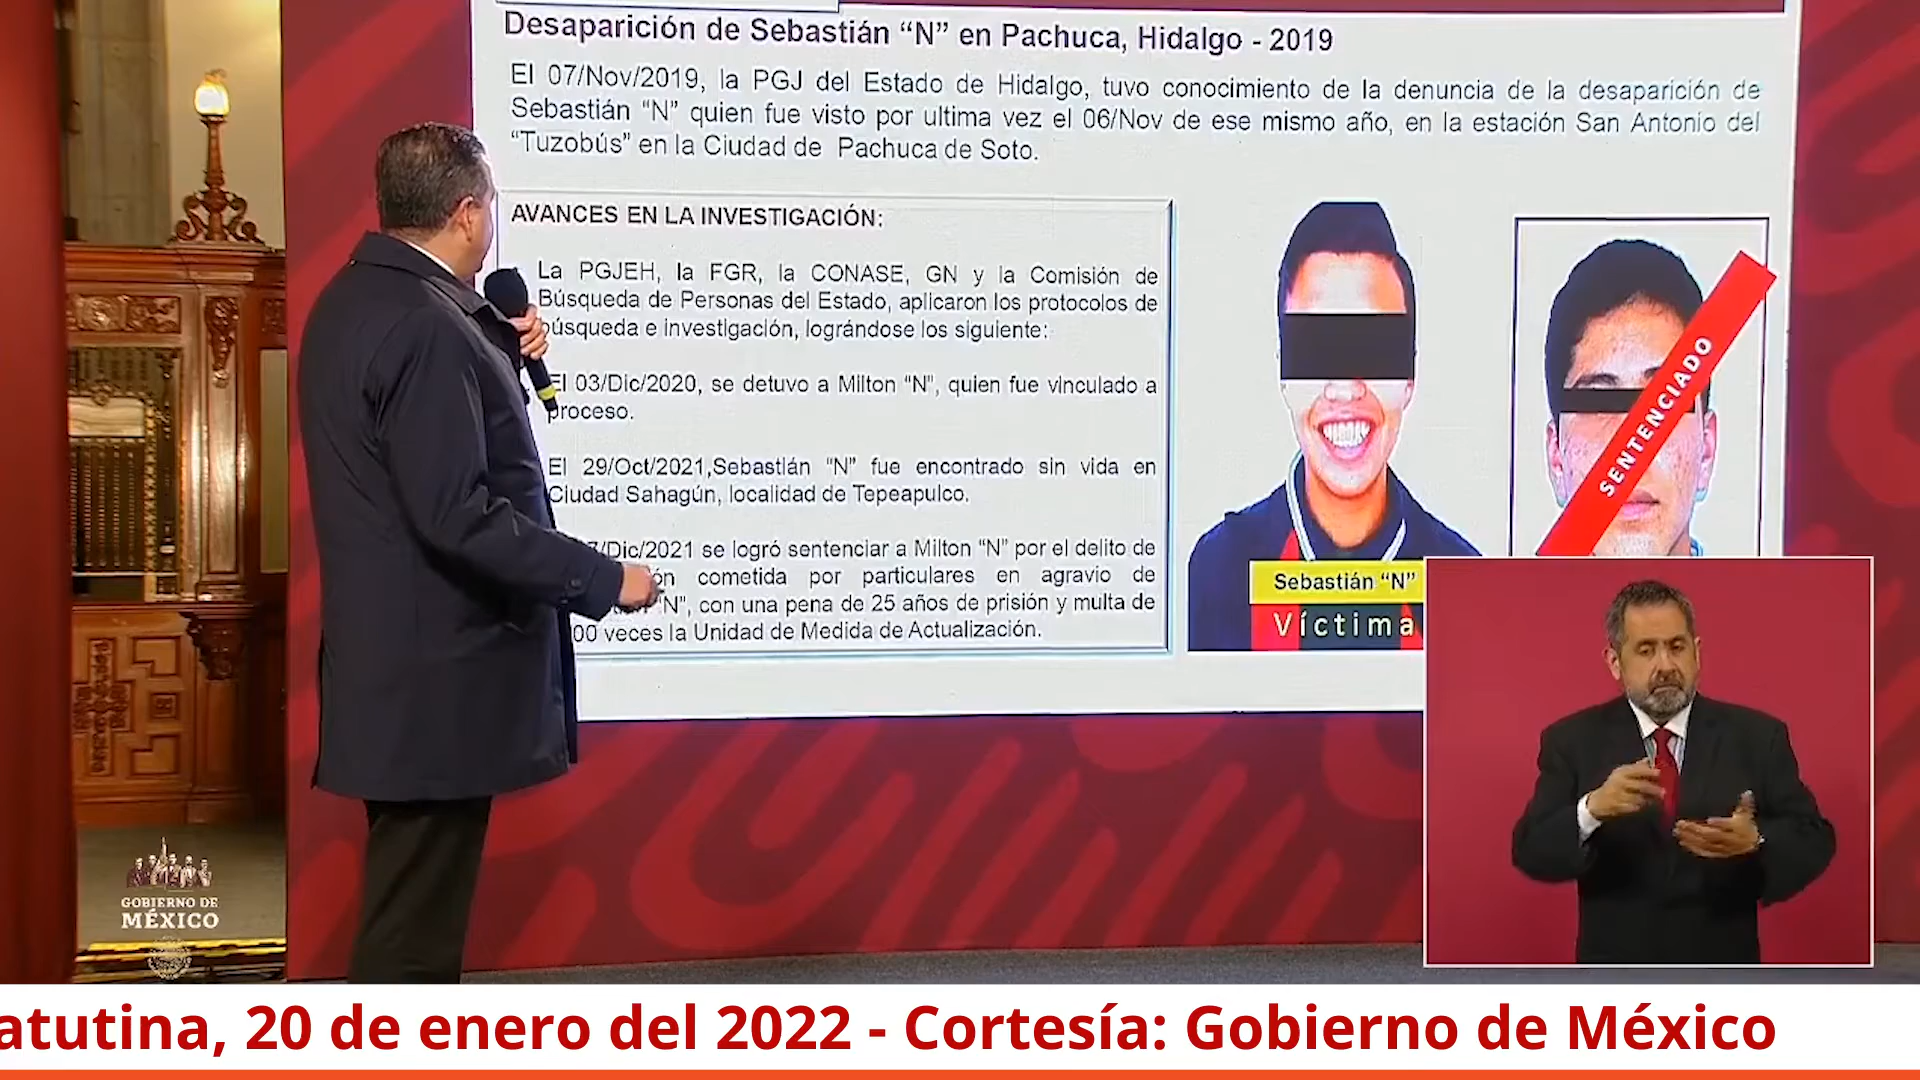 Desaparición de Sebastián “N” en Pachuca, Hidalgo - 2019
El 07/Nov/2019, la PGJ del Estado de Hidalgo, tuvo conocimiento de la denuncia de la desaparición de
Sebastián “N” quien fue visto por ultima vez el 06/Nov de ese mismo año, en la estación San Antonio del
“Tuzobús” en la Ciudad de Pachuca de Soto.
AVANCES EN LA INVESTIGACIÓN:
La PGJEH, la FGR, la CONASE, GN y la Comisión de
Búsqueda de Personas del Estado, aplicaron los protocolos de
búsqueda e investigación, lográndose los siguiente:
El 03/Dic/2020, se detuvo a Milton “N”, quien fue vinculado a
proceso.
El 29/Oct/2021,Sebastián “N” fue encontrado sin vida en
Ciudad Sahagún, localidad de Tepeapulco.
7/Dic/2021 se logró sentenciar a Milton “N” por el delito de
ón cometida por particulares en agravio de
“N”, con una pena de 25 años de prisión y multa de
00 veces la Unidad de Medida de Actualización.
SENTENCIADO
Sebastián “N”
Víctima
GOBIERNO DE
MÉXICO
atutina, 20 de enero del 2022 - Cortesía: Gobierno de México